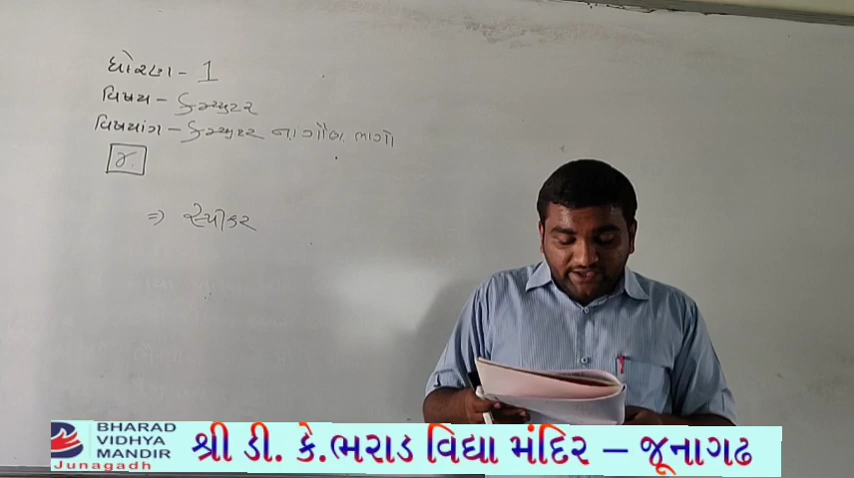 ધોરણ - 1
વિષય - કમ્પ્યુટર
વિષયાંગ - કમ્પ્યુટર ના ગૌણ ભાગો
૪.
⇒ સ્પીકર
BHARAD
VIDHYA
MANDIR
Junagadh
શ્રી ડી. કે.ભરાડ વિદ્યા મંદિર – જૂનાગઢ